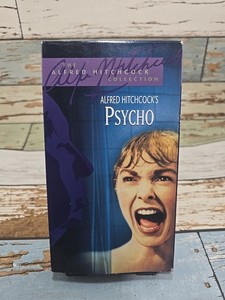 THE
ALFRED HITCHCOCK
COLLECTION
ALFRED HITCHCOCK'S
PSYCHO